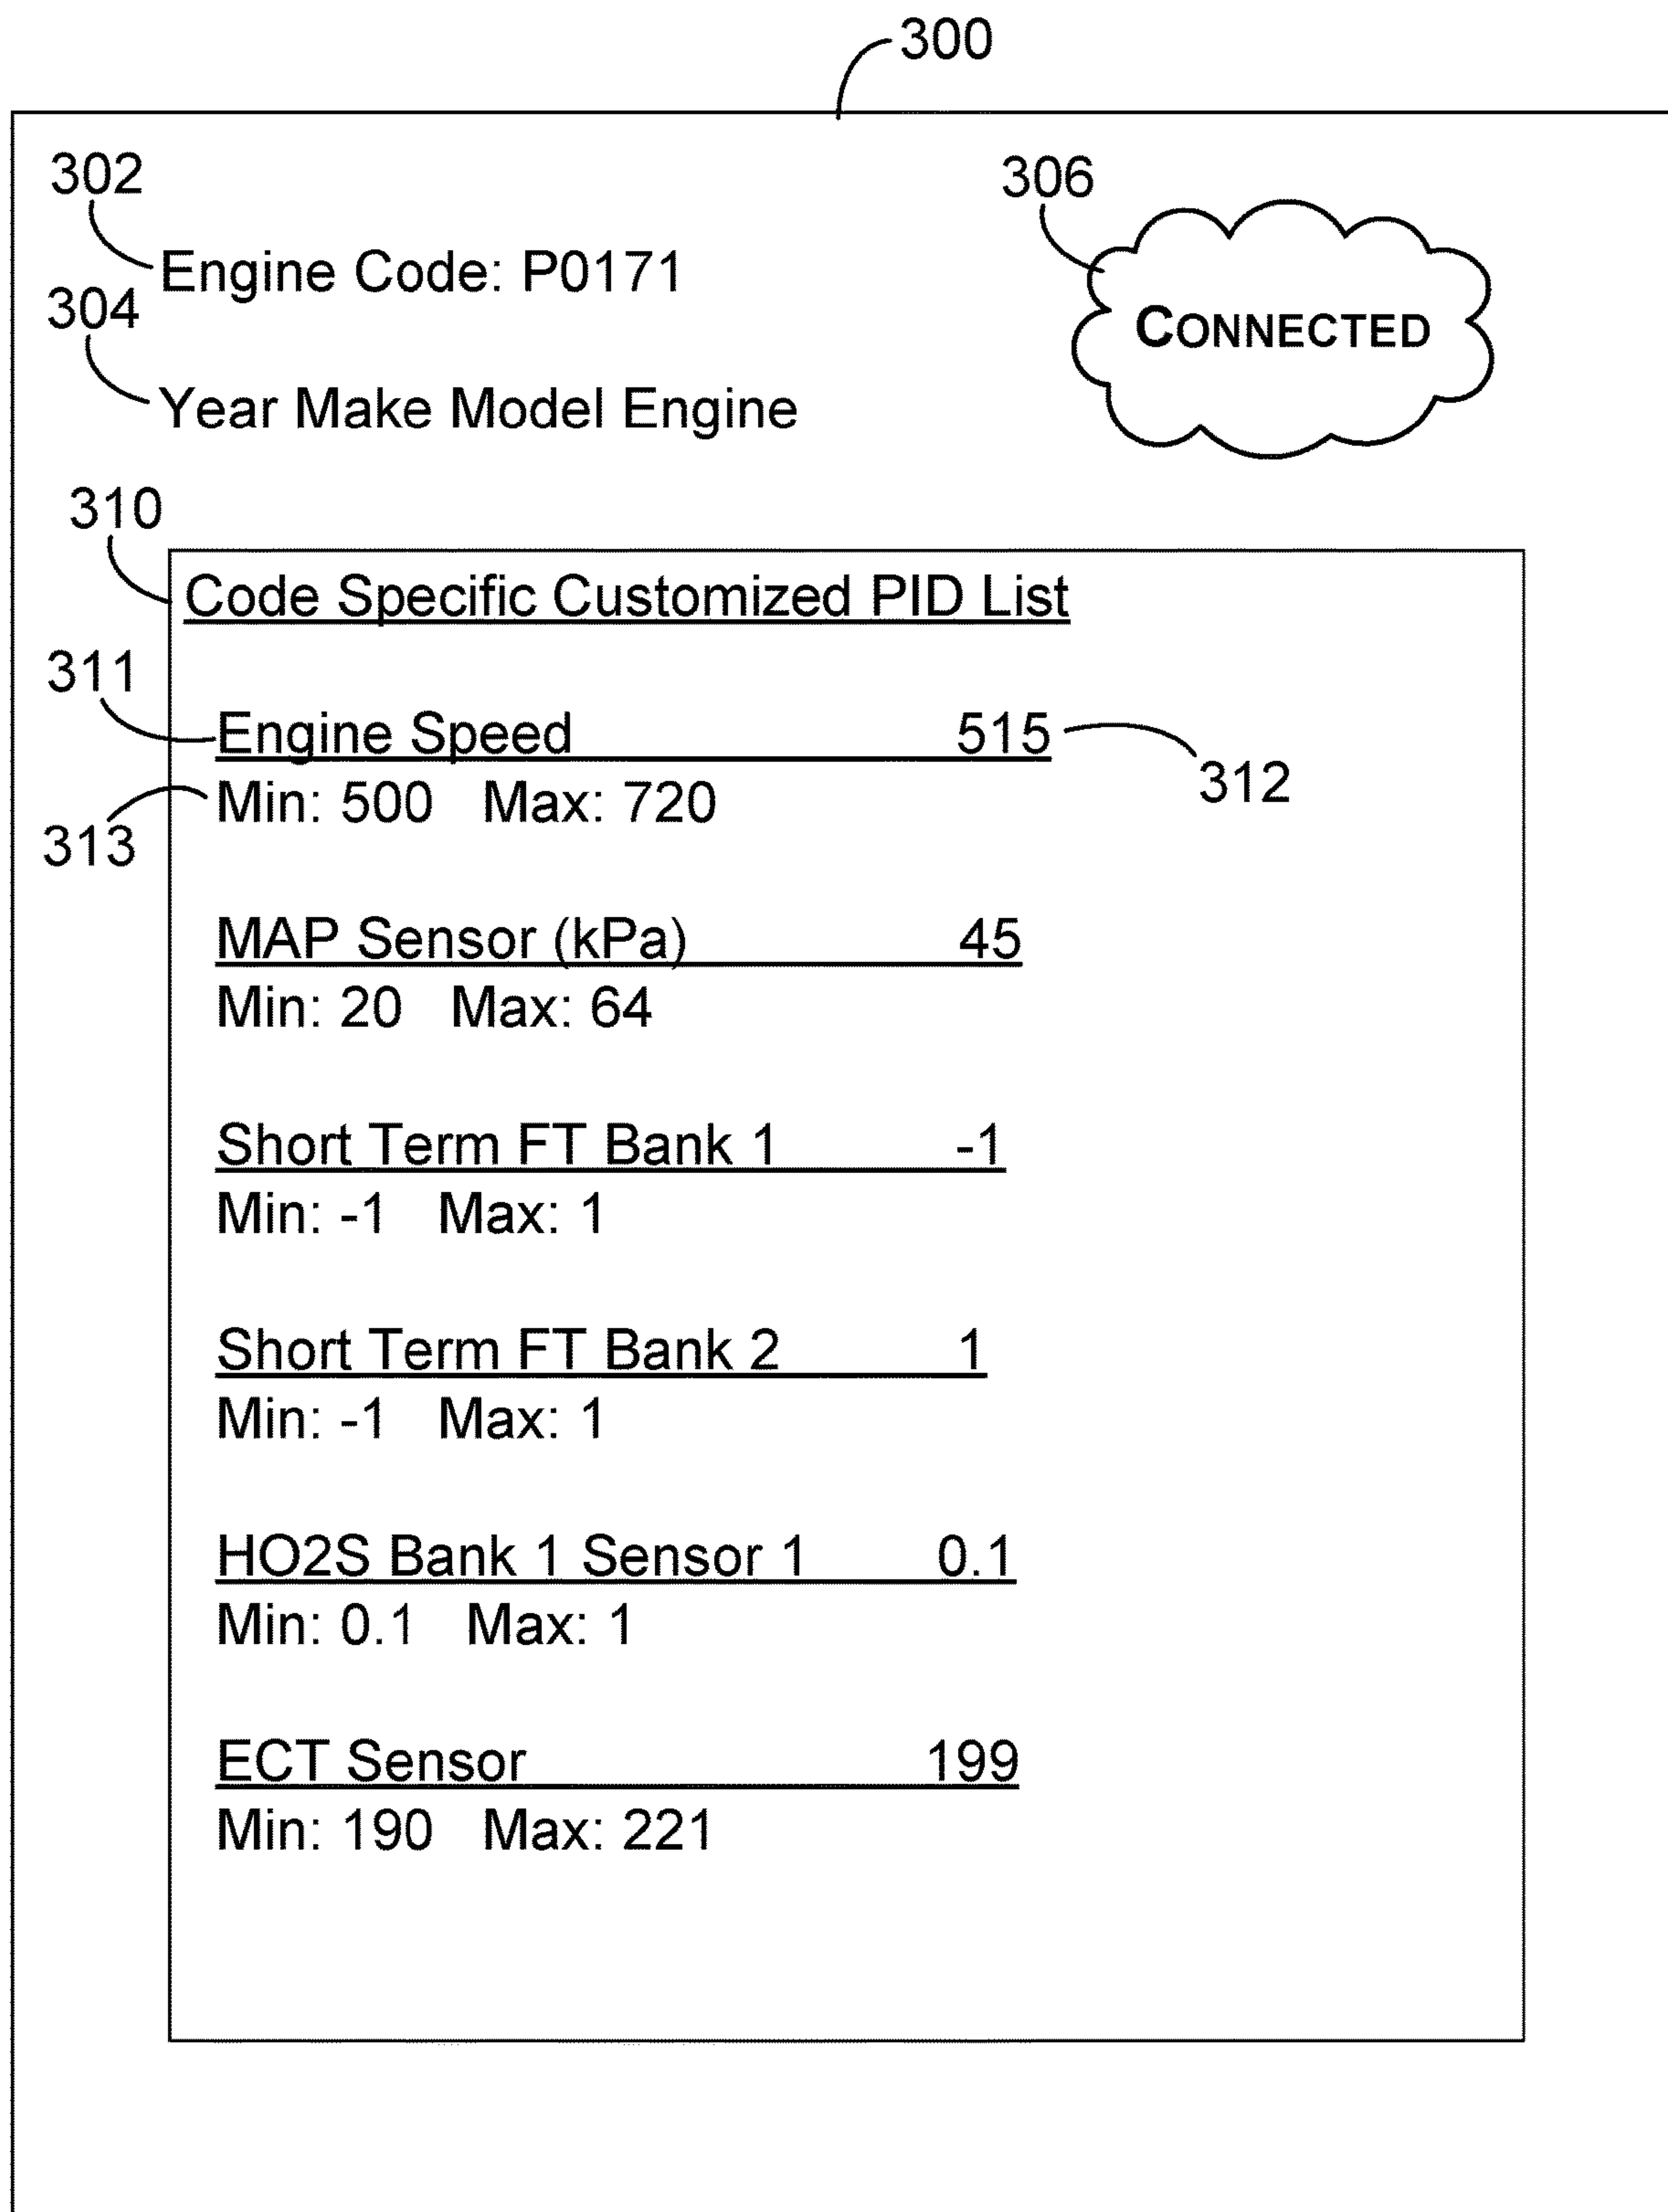 300
302
306
Engine Code: P0171
304
CONNECTED
Year Make Model Engine
310
Code Specific Customized PID List
311
Engine Speed 515
312
Min: 500 Max: 720
313
MAP Sensor (kPa) 45
Min: 20 Max: 64
Short Term FT Bank 1 -1
Min: -1 Max: 1
Short Term FT Bank 2 1
Min: -1 Max: 1
HO2S Bank 1 Sensor 1 0.1
Min: 0.1 Max: 1
ECT Sensor 199
Min: 190 Max: 221